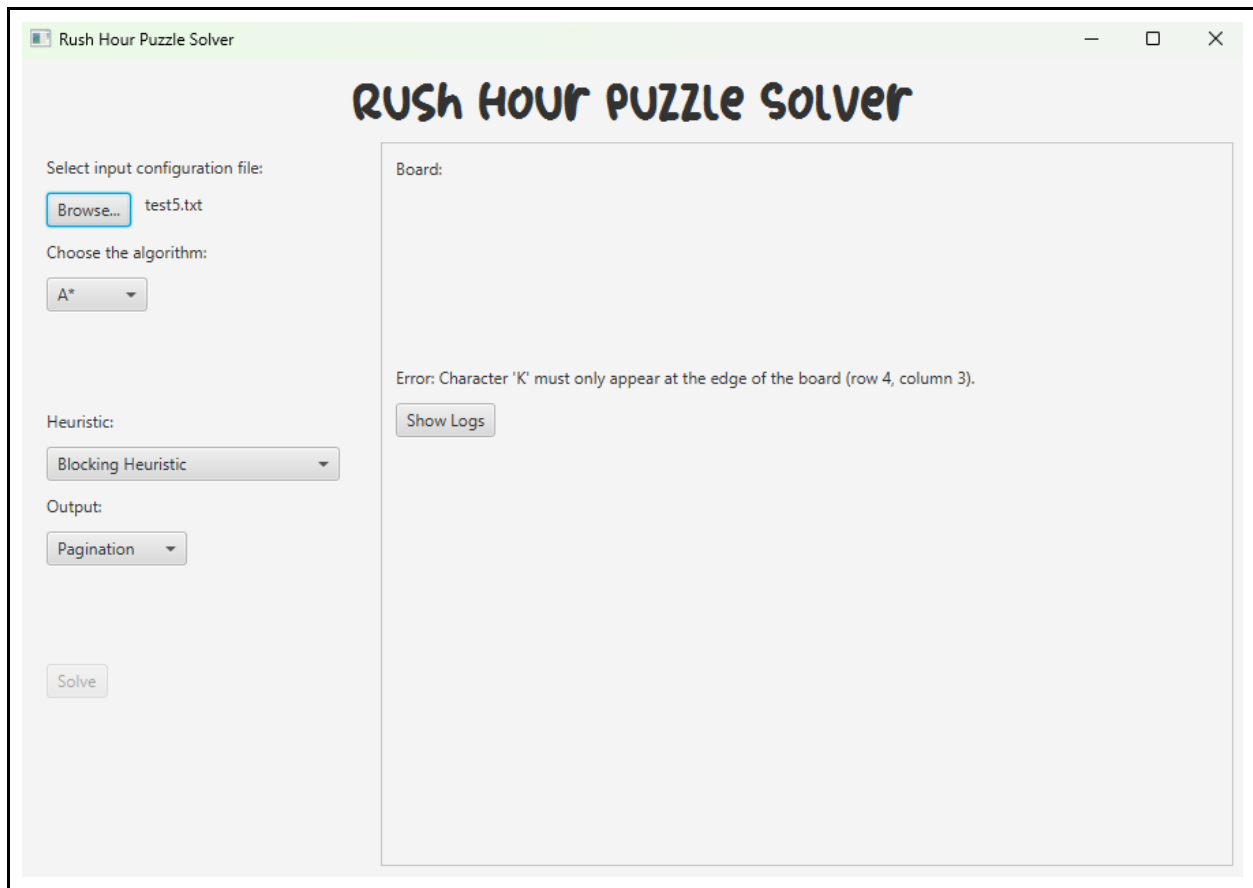 Rush Hour Puzzle Solver
Rush Hour Puzzle Solver
Select input configuration file:
Browse... test5.txt
Choose the algorithm:
A*
Heuristic:
Blocking Heuristic
Output:
Pagination
Solve
Board:
Error: Character 'K' must only appear at the edge of the board (row 4, column 3).
Show Logs